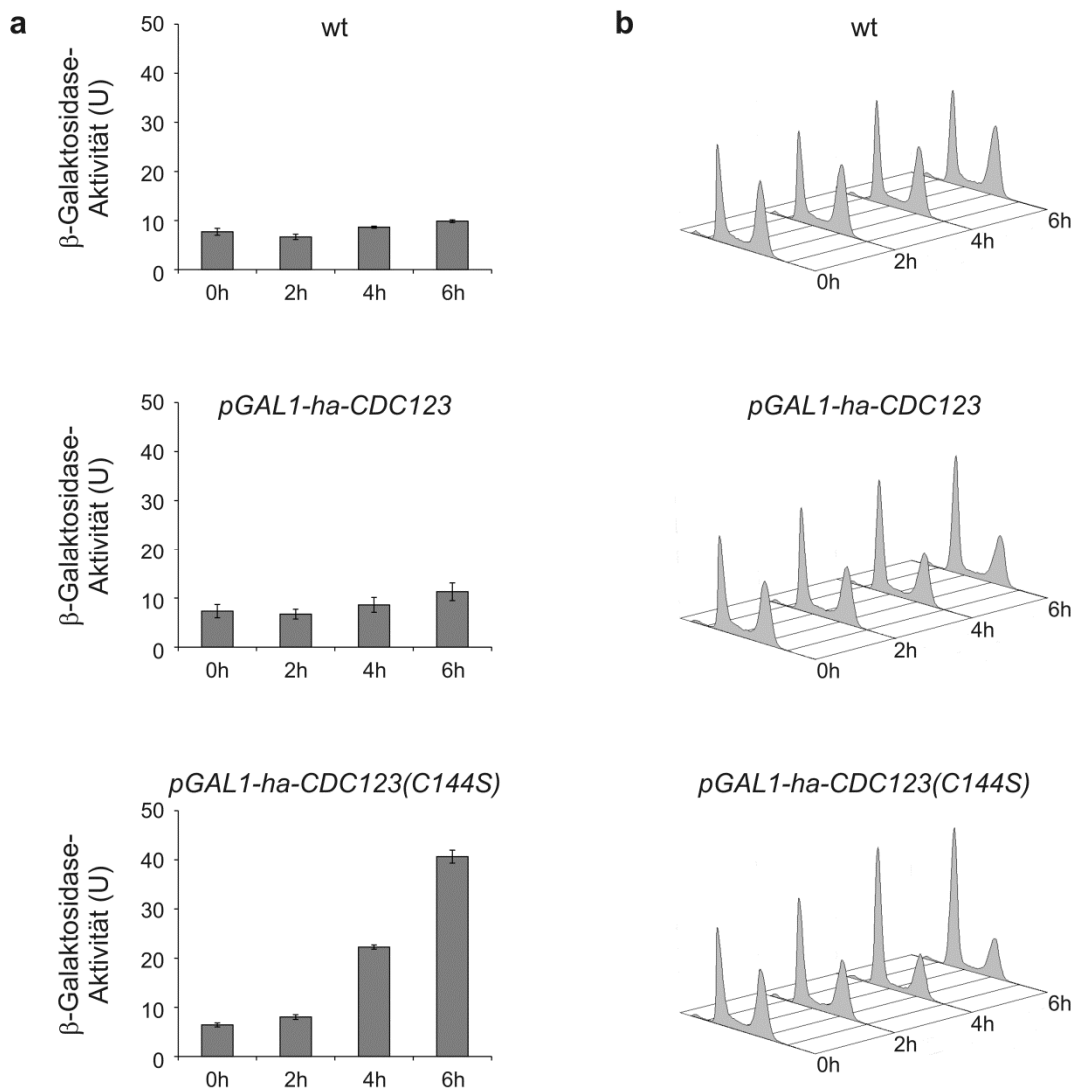 a
wt
β-Galaktosidase-
Aktivität (U)
50
40
30
20
10
0
0h
2h
4h
6h
b
wt
0h
2h
4h
6h
pGAL1-ha-CDC123
β-Galaktosidase-
Aktivität (U)
50
40
30
20
10
0
0h
2h
4h
6h
pGAL1-ha-CDC123
0h
2h
4h
6h
pGAL1-ha-CDC123(C144S)
β-Galaktosidase-
Aktivität (U)
50
40
30
20
10
0
0h
2h
4h
6h
pGAL1-ha-CDC123(C144S)
0h
2h
4h
6h